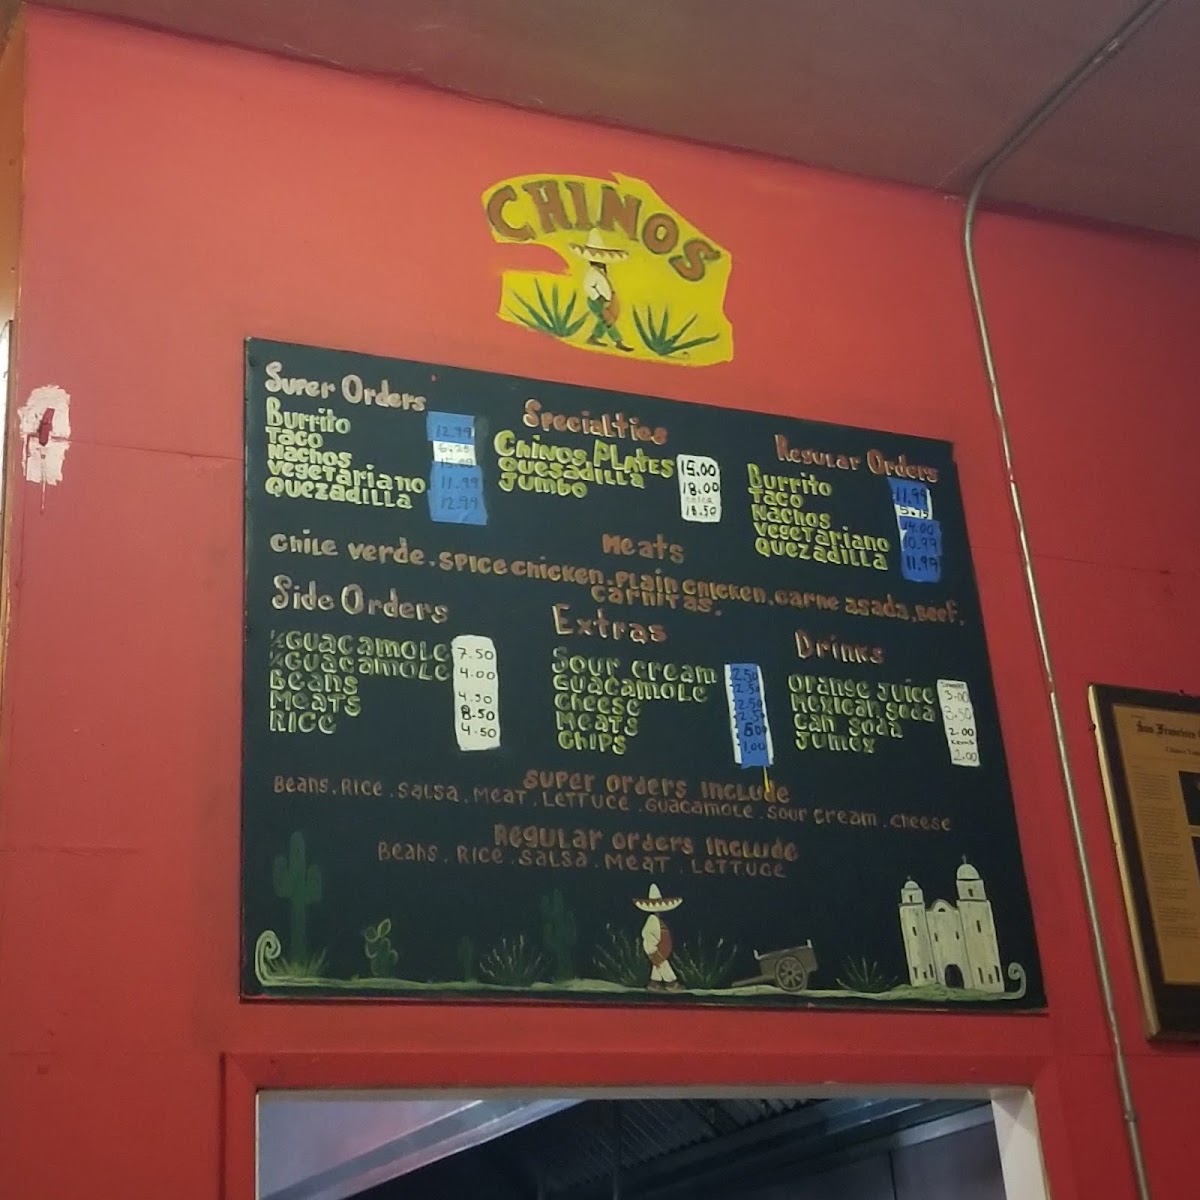 CHINOS
Super Orders
Burrito 12.99
Taco 6.25
Nachos
Vegetariano 11.99
Quezadilla 12.99
Specialties
Chinos PLATES 15.00
Quesadilla 18.00
Jumbo 18.50
Regular Orders
Burrito 11.99
Taco
Nachos 14.00
Vegetariano 10.99
Quezadilla 11.99
Meats
Chile verde. Spice chicken. Plain chicken. carne asada, beef.
carnitas.
Side Orders
Guacamole 7.50
Guacamole 4.00
Beans 4.50
Meats 8.50
Rice 4.50
Extras
Sour cream 2.50
Guacamole 2.50
cheese 2.50
Meats
chips 1.00
Drinks
Orange juice 3.00
Mexican soda 3.50
can soda 2.00
Jumex 2.00
Super orders include
Beans. Rice. Salsa. Meat. Lettuce. Guacamole. Sour cream. cheese
Regular orders include
Beans. Rice. Salsa. Meat. Lettuce
San Francisco